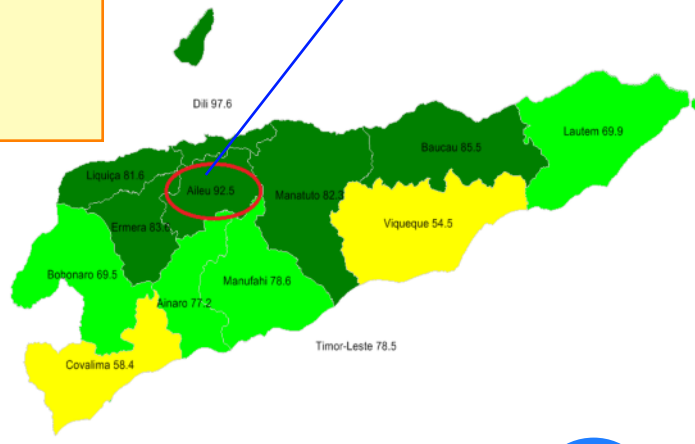 Dili 97.6
Lautem 69.9
Baucau 85.5
Liquiça 81.6
Aileu 92.5
Manatuto 82.3
Ermera 83.6
Viqueque 54.5
Bobonaro 69.5
Manufahi 78.6
Ainaro 77.2
Timor-Leste 78.5
Covalima 58.4